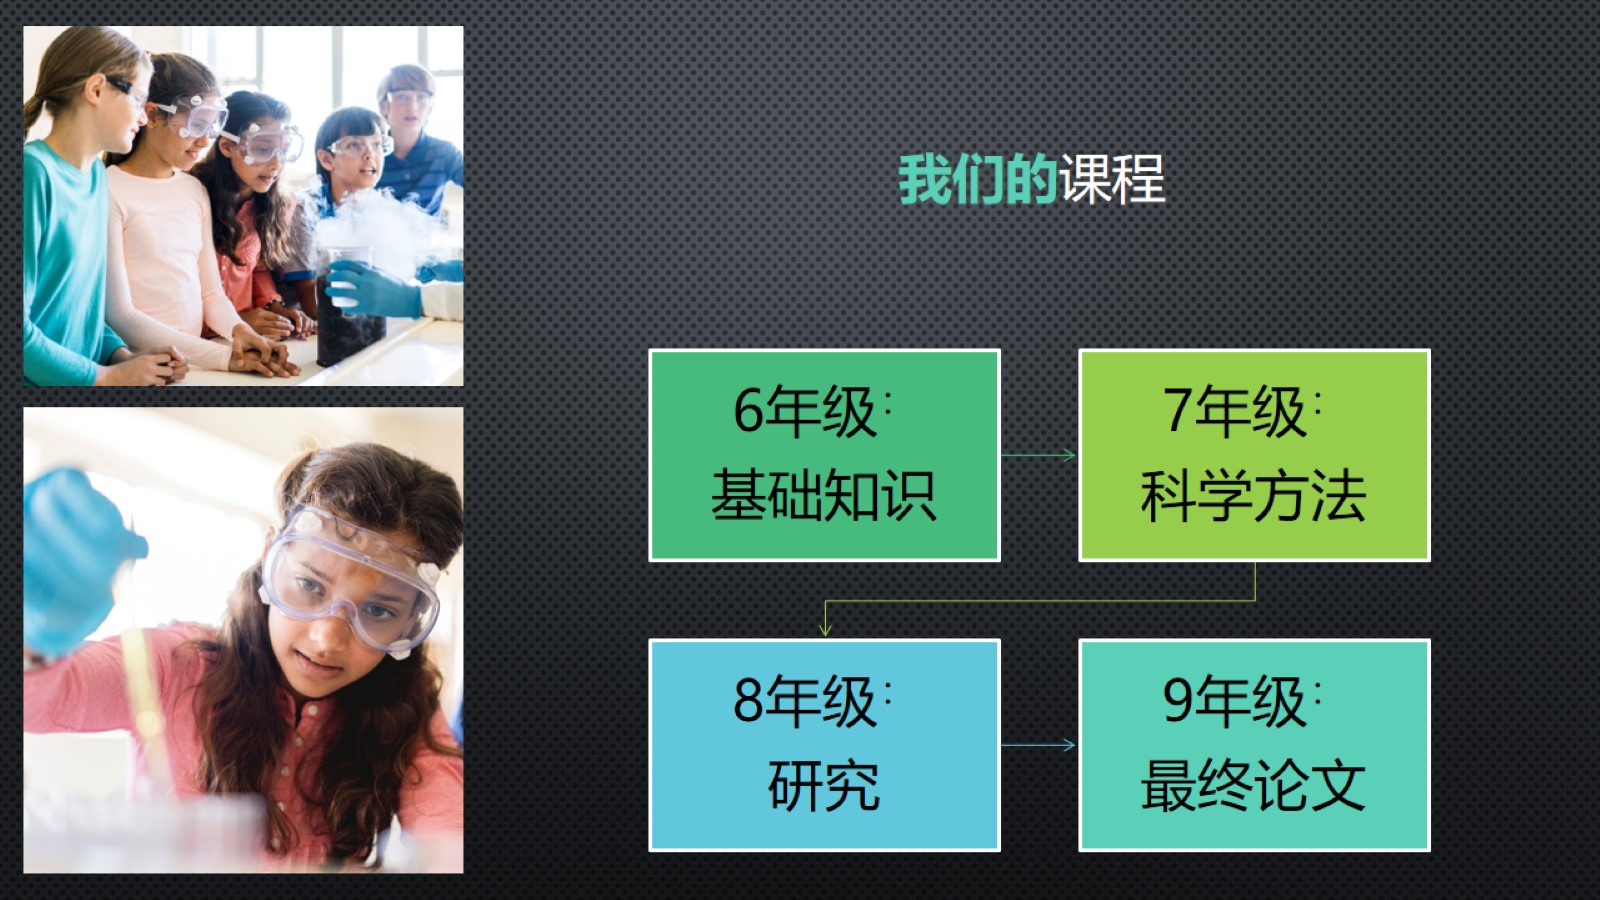 我们的课程
6年级：
基础知识
7年级：
科学方法
8年级：
研究
9年级：
最终论文